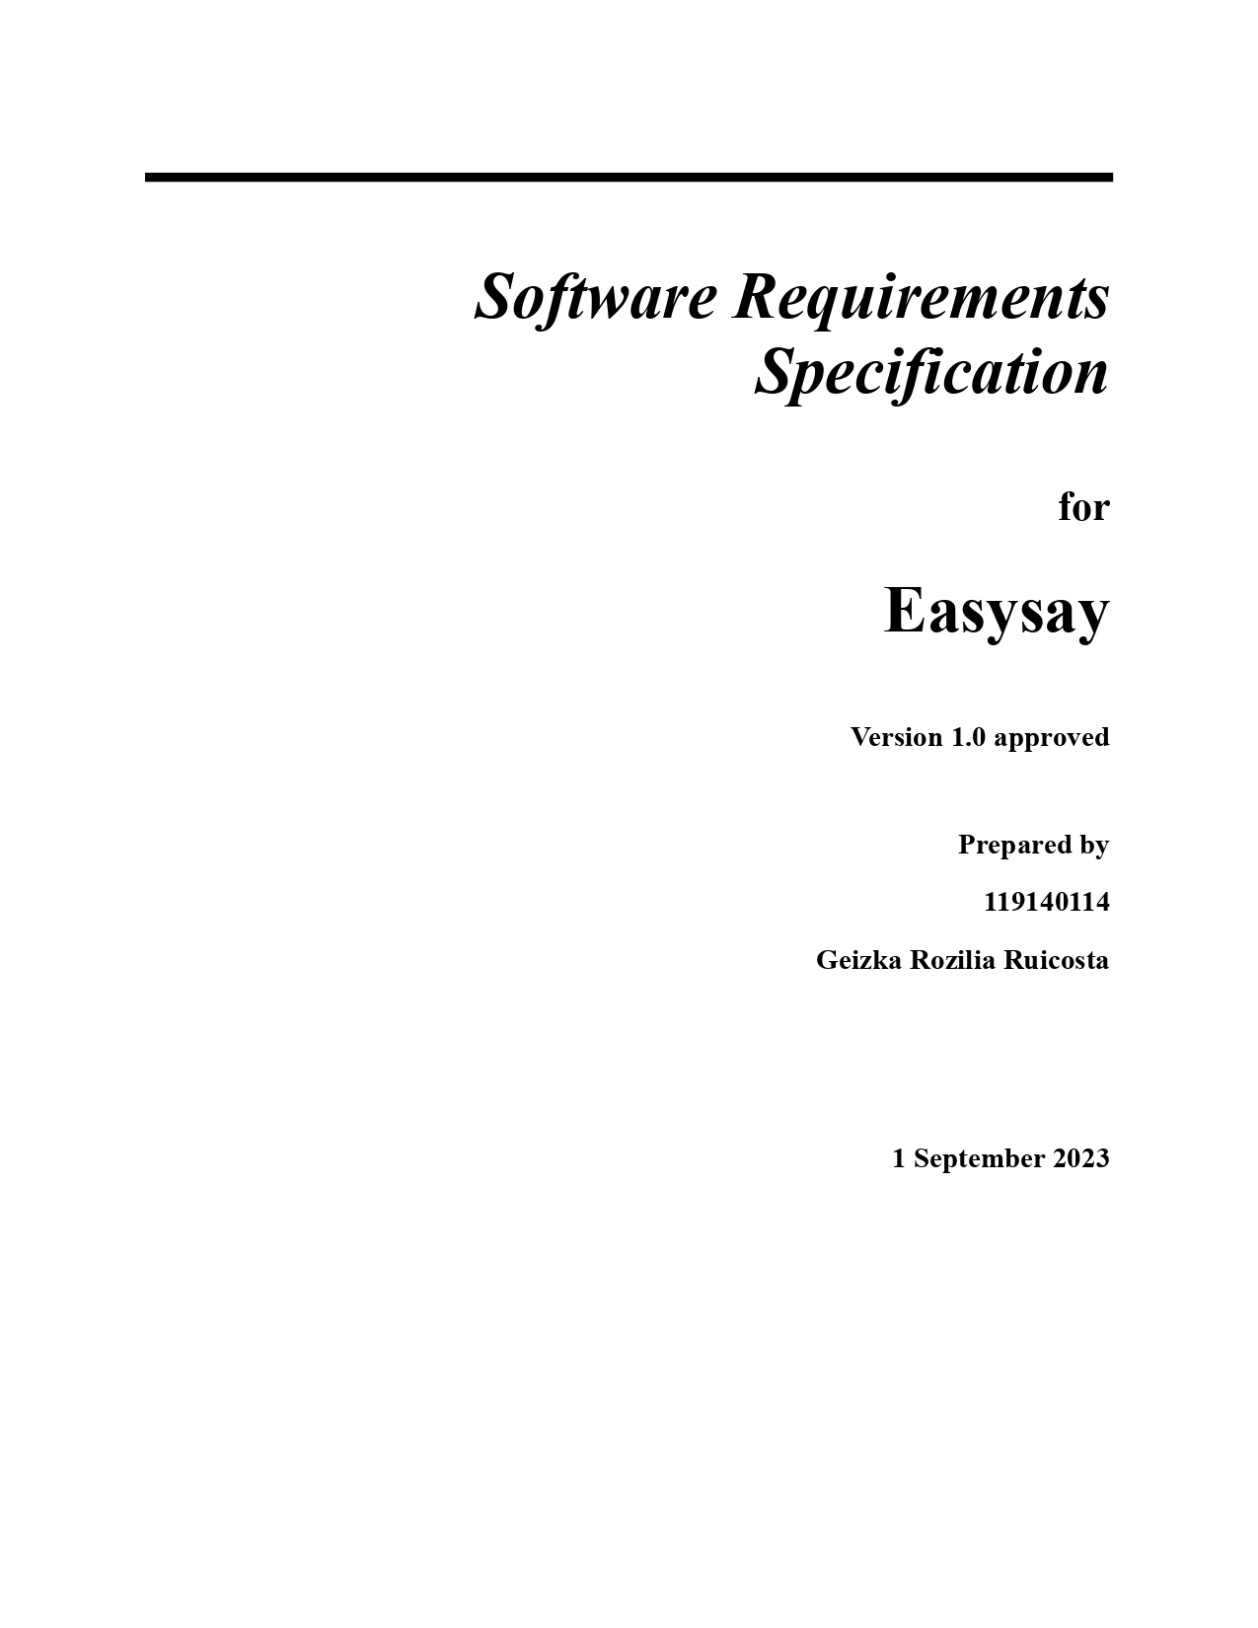 Software Requirements
Specification
for
Easysay
Version 1.0 approved
Prepared by
119140114
Geizka Rozilia Ruicosta
1 September 2023